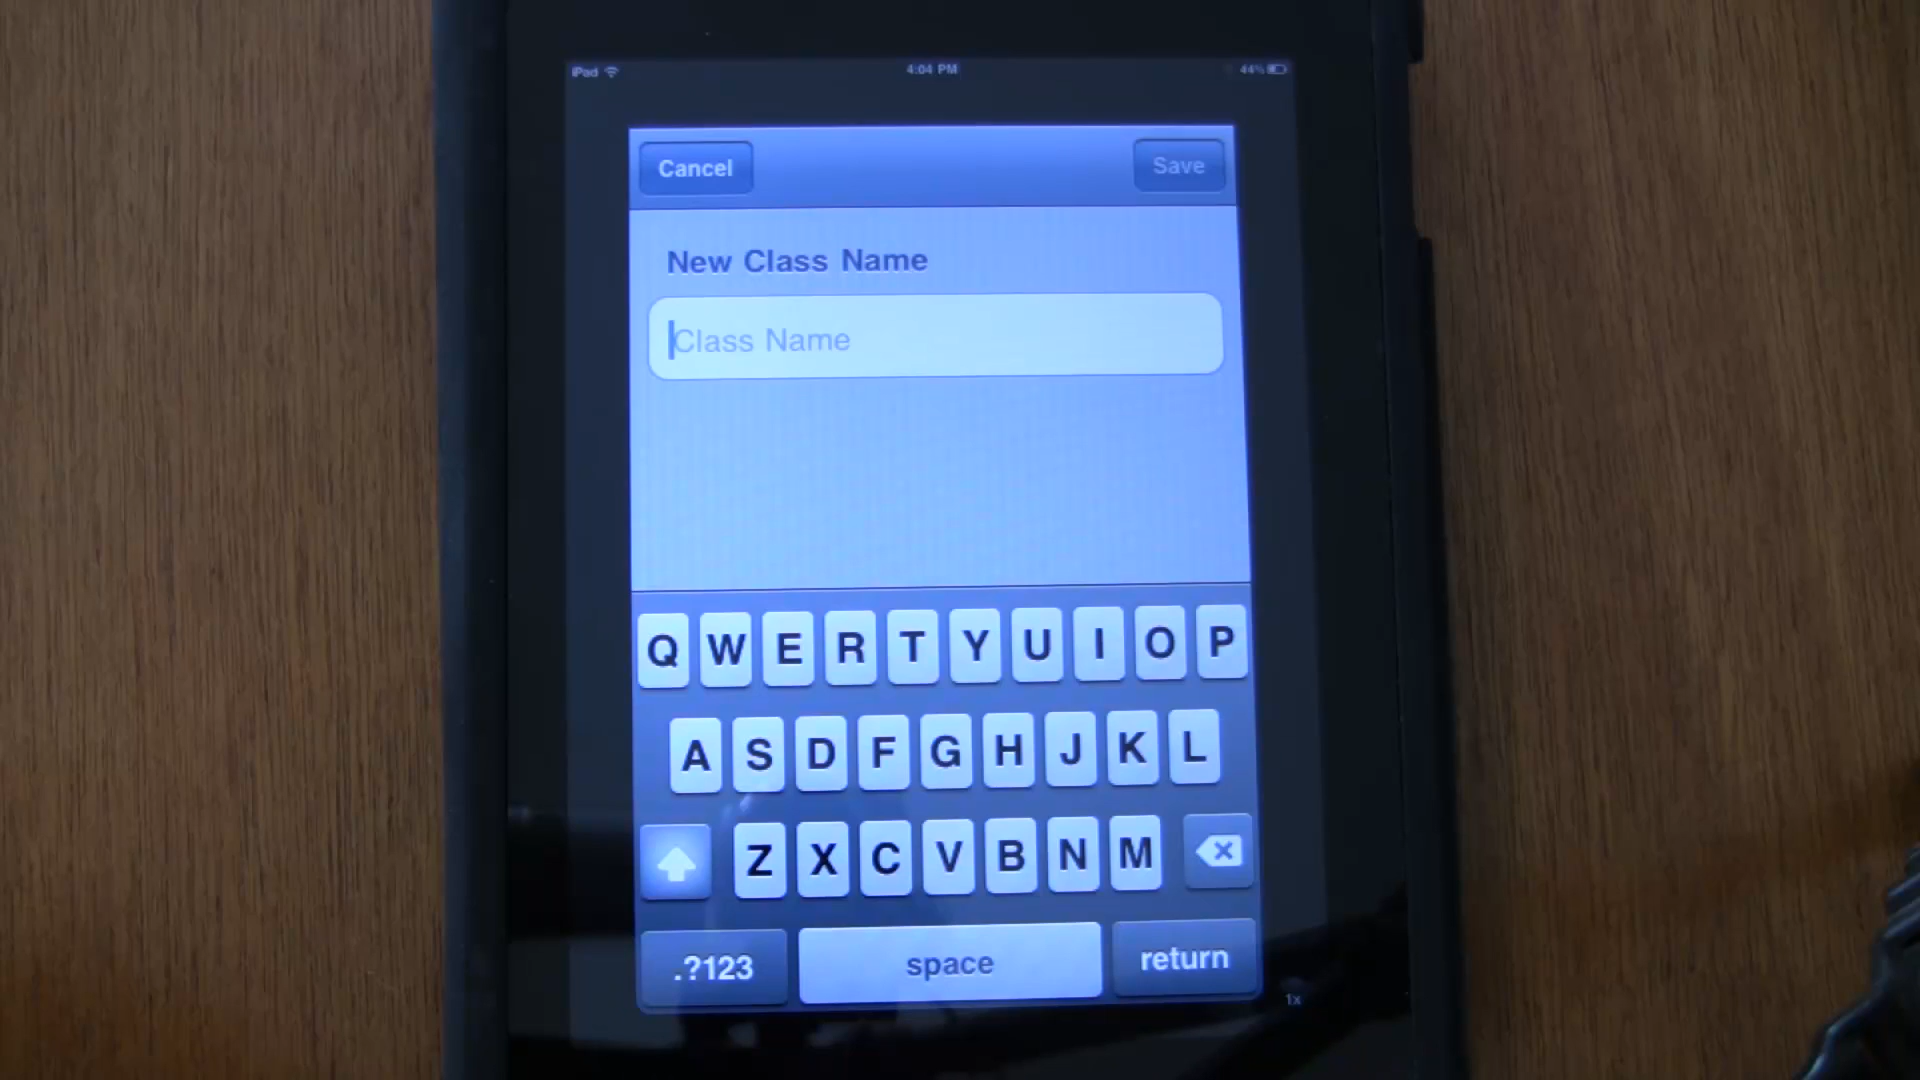 iPad 4:04 PM 44%
Cancel Save
New Class Name
Class Name
Q W E R T Y U I O P
A S D F G H J K L
Z X C V B N M
.?123 space return
1x